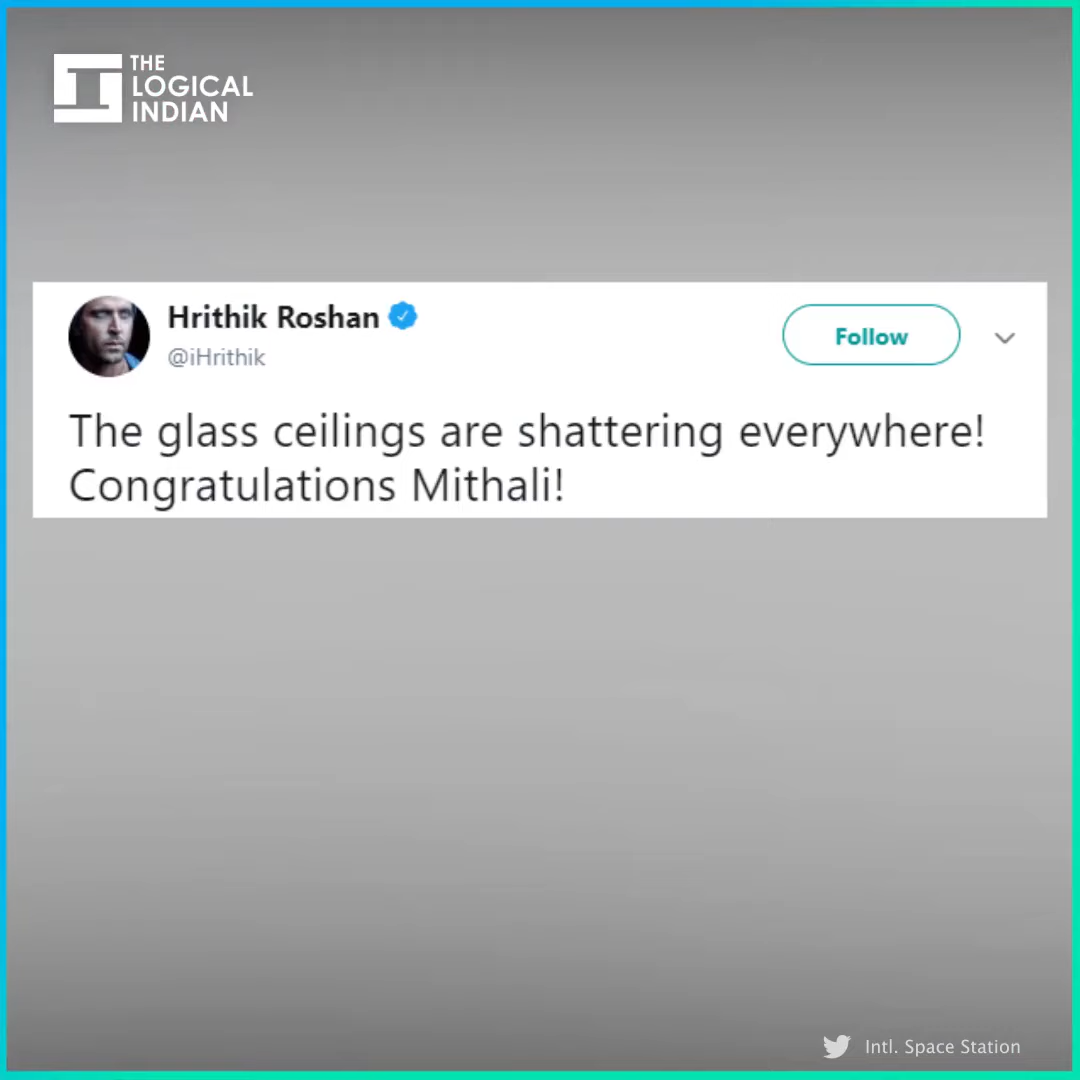 THE
LOGICAL
INDIAN
Hrithik Roshan
@iHrithik
Follow
The glass ceilings are shattering everywhere!
Congratulations Mithali!
Intl. Space Station